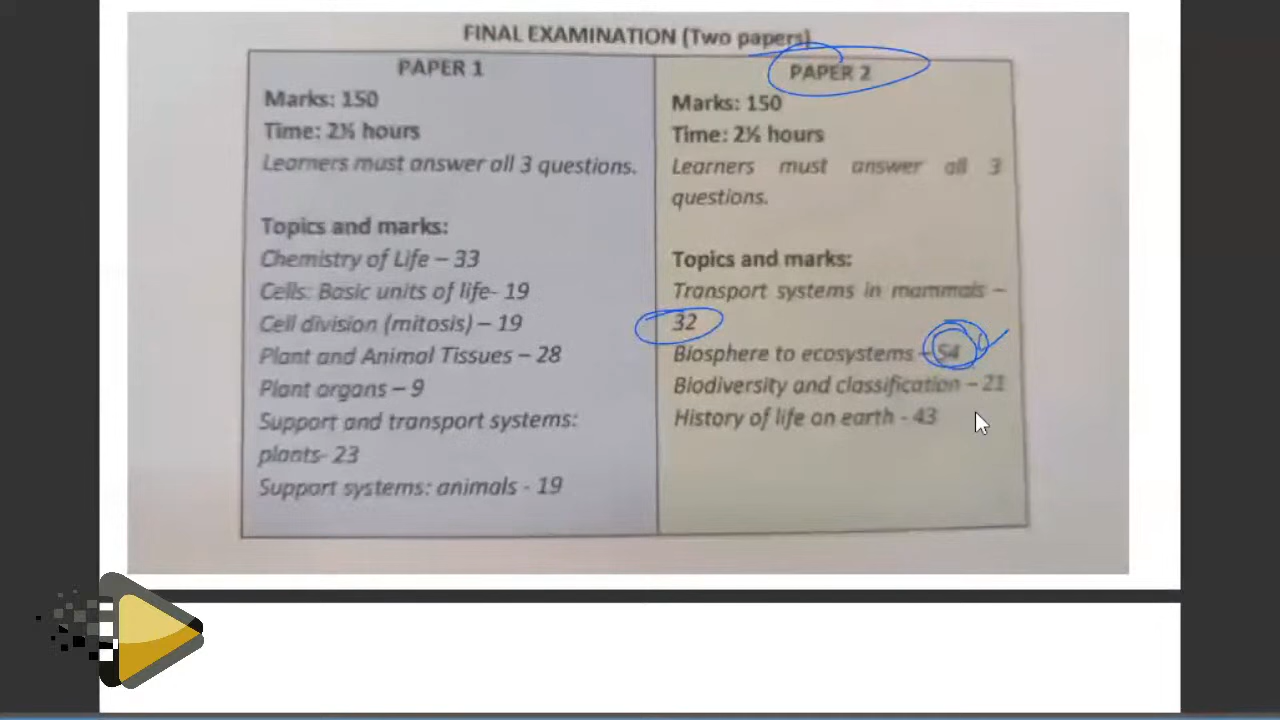 FINAL EXAMINATION (Two papers)
PAPER 1
Marks: 150
Time: 2½ hours
Learners must answer all 3 questions.
Topics and marks:
Chemistry of Life – 33
Cells: Basic units of life- 19
Cell division (mitosis) – 19
Plant and Animal Tissues – 28
Plant organs – 9
Support and transport systems:
plants- 23
Support systems: animals - 19
PAPER 2
Marks: 150
Time: 2½ hours
Learners must answer all 3
questions.
Topics and marks:
Transport systems in mammals –
32
Biosphere to ecosystems – 54
Biodiversity and classification – 21
History of life on earth - 43